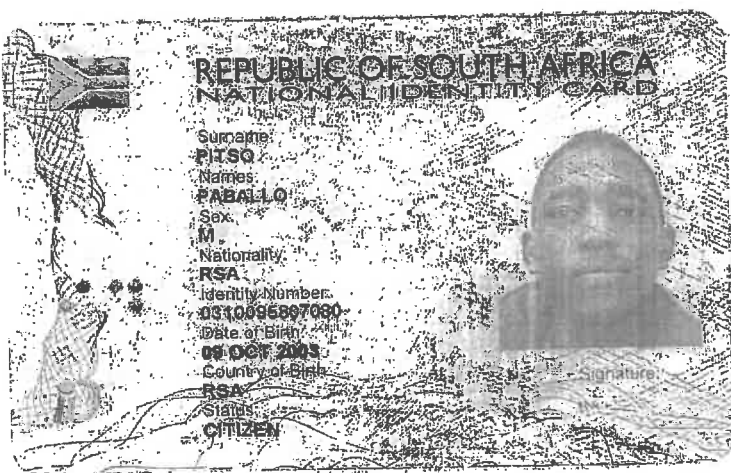 REPUBLIC OF SOUTH AFRICA
NATIONAL IDENTITY CARD
Surname:
PITSO
Names:
PABALLO
Sex:
M
Nationality:
RSA
Identity Number:
0310095807080
Date of Birth:
09 OCT 2003
Country of Birth:
RSA
Status:
CITIZEN
Signature: